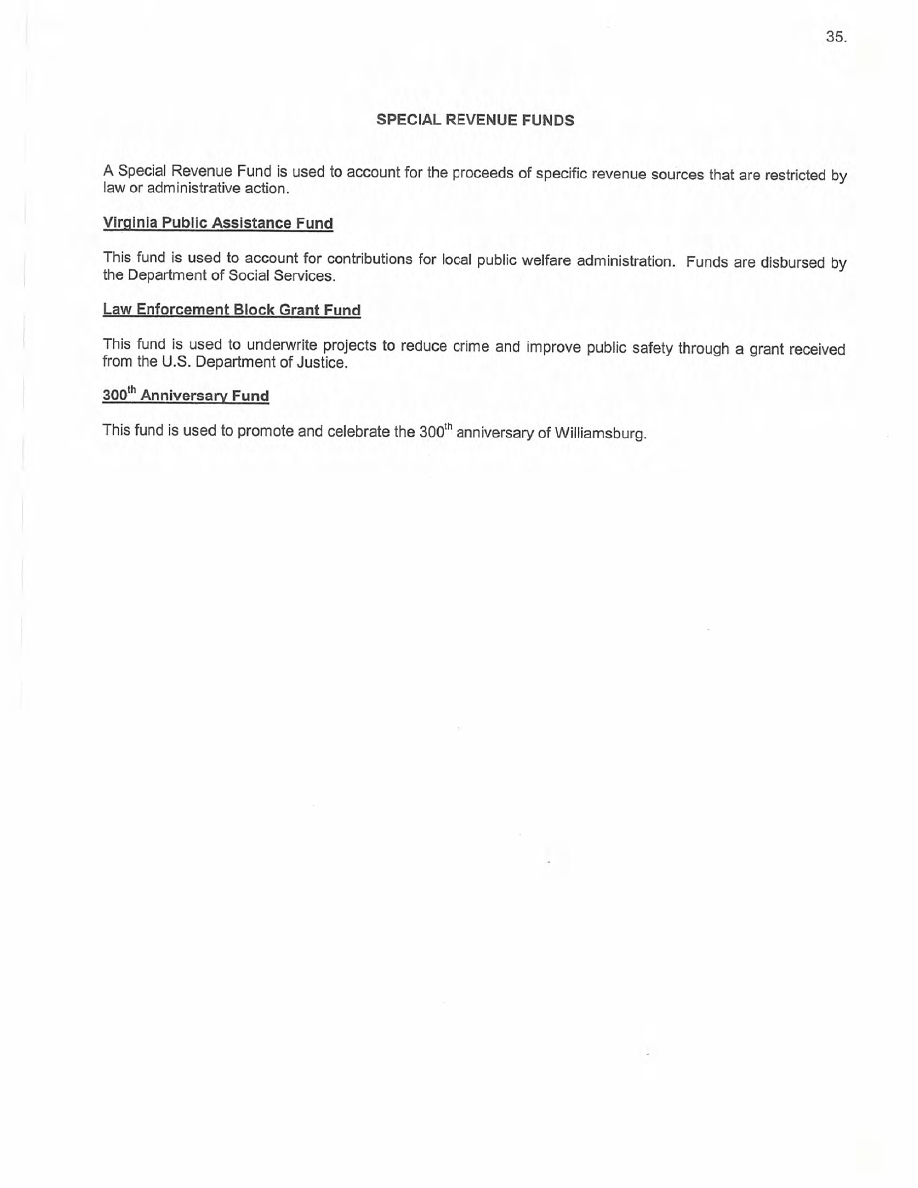 35.
SPECIAL REVENUE FUNDS
A Special Revenue Fund is used to account for the proceeds of specific revenue sources that are restricted by
law or administrative action.
Virginia Public Assistance Fund
This fund is used to account for contributions for local public welfare administration. Funds are disbursed by
the Department of Social Services.
Law Enforcement Block Grant Fund
This fund is used to underwrite projects to reduce crime and improve public safety through a grant received
from the U.S. Department of Justice.
300th Anniversary Fund
This fund is used to promote and celebrate the 300th anniversary of Williamsburg.